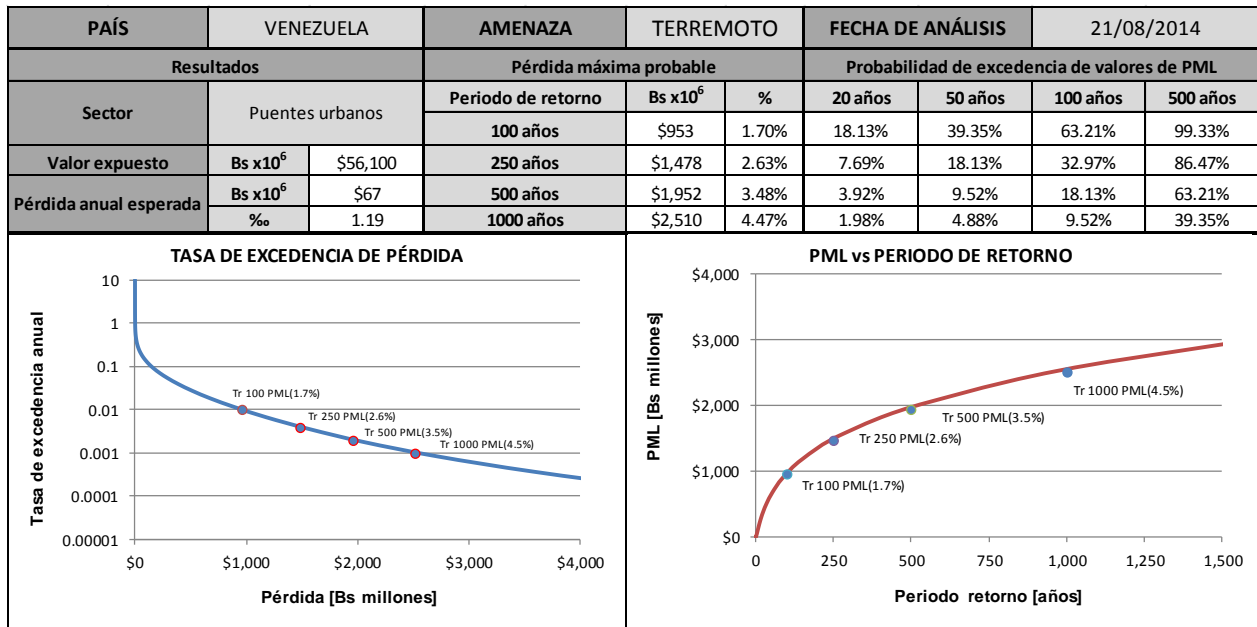 PAÍS VENEZUELA AMENAZA TERREMOTO FECHA DE ANÁLISIS 21/08/2014
Resultados Pérdida máxima probable Probabilidad de excedencia de valores de PML
Sector Puentes urbanos Periodo de retorno Bs x10⁶ % 20 años 50 años 100 años 500 años
100 años $953 1.70% 18.13% 39.35% 63.21% 99.33%
Valor expuesto Bs x10⁶ $56,100 250 años $1,478 2.63% 7.69% 18.13% 32.97% 86.47%
Pérdida anual esperada Bs x10⁶ $67 500 años $1,952 3.48% 3.92% 9.52% 18.13% 63.21%
‰ 1.19 1000 años $2,510 4.47% 1.98% 4.88% 9.52% 39.35%
TASA DE EXCEDENCIA DE PÉRDIDA
Tasa de excedencia anual
10
1
0.1
0.01
0.001
0.0001
0.00001
Tr 100 PML(1.7%)
Tr 250 PML(2.6%)
Tr 500 PML(3.5%)
Tr 1000 PML(4.5%)
$0 $1,000 $2,000 $3,000 $4,000
Pérdida [Bs millones]
PML vs PERIODO DE RETORNO
PML [Bs millones]
$4,000
$3,000
$2,000
$1,000
$0
Tr 1000 PML(4.5%)
Tr 500 PML(3.5%)
Tr 250 PML(2.6%)
Tr 100 PML(1.7%)
0 250 500 750 1,000 1,250 1,500
Periodo retorno [años]